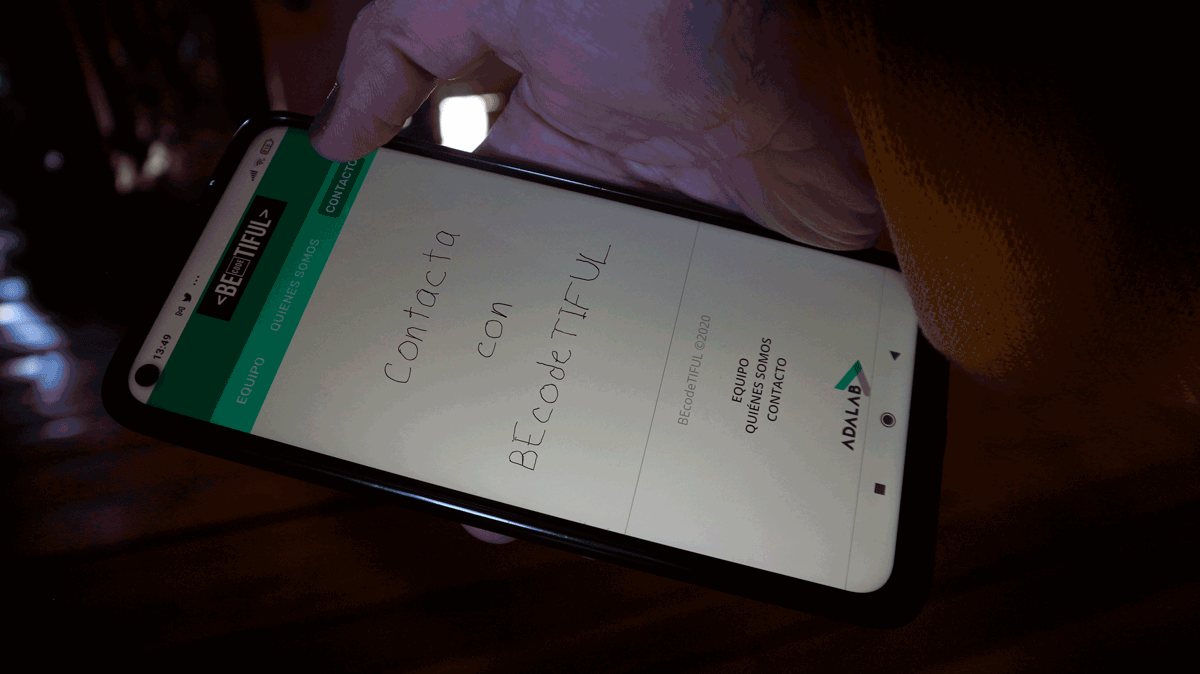 13:49
<BE CODE TIFUL>
EQUIPO QUIÉNES SOMOS CONTACTO
Contacta
con
BEcodeTIFUL
BEcodeTIFUL ©2020
EQUIPO
QUIÉNES SOMOS
CONTACTO
ADALAB